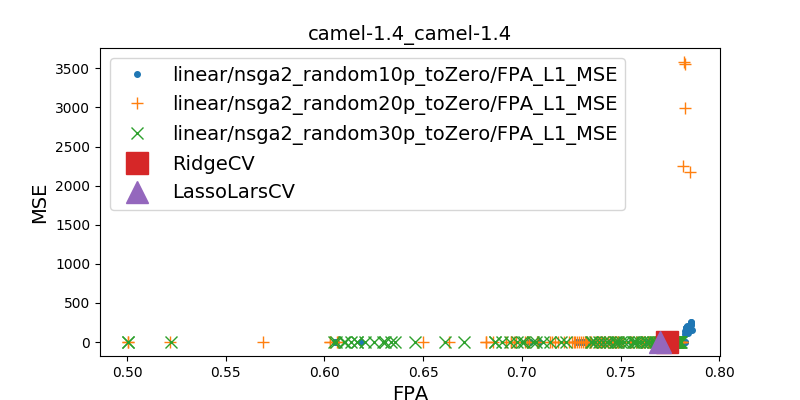 camel-1.4_camel-1.4
linear/nsga2_random10p_toZero/FPA_L1_MSE
linear/nsga2_random20p_toZero/FPA_L1_MSE
linear/nsga2_random30p_toZero/FPA_L1_MSE
RidgeCV
LassoLarsCV
MSE
3500
3000
2500
2000
1500
1000
500
0
0.50
0.55
0.60
0.65
0.70
0.75
0.80
FPA